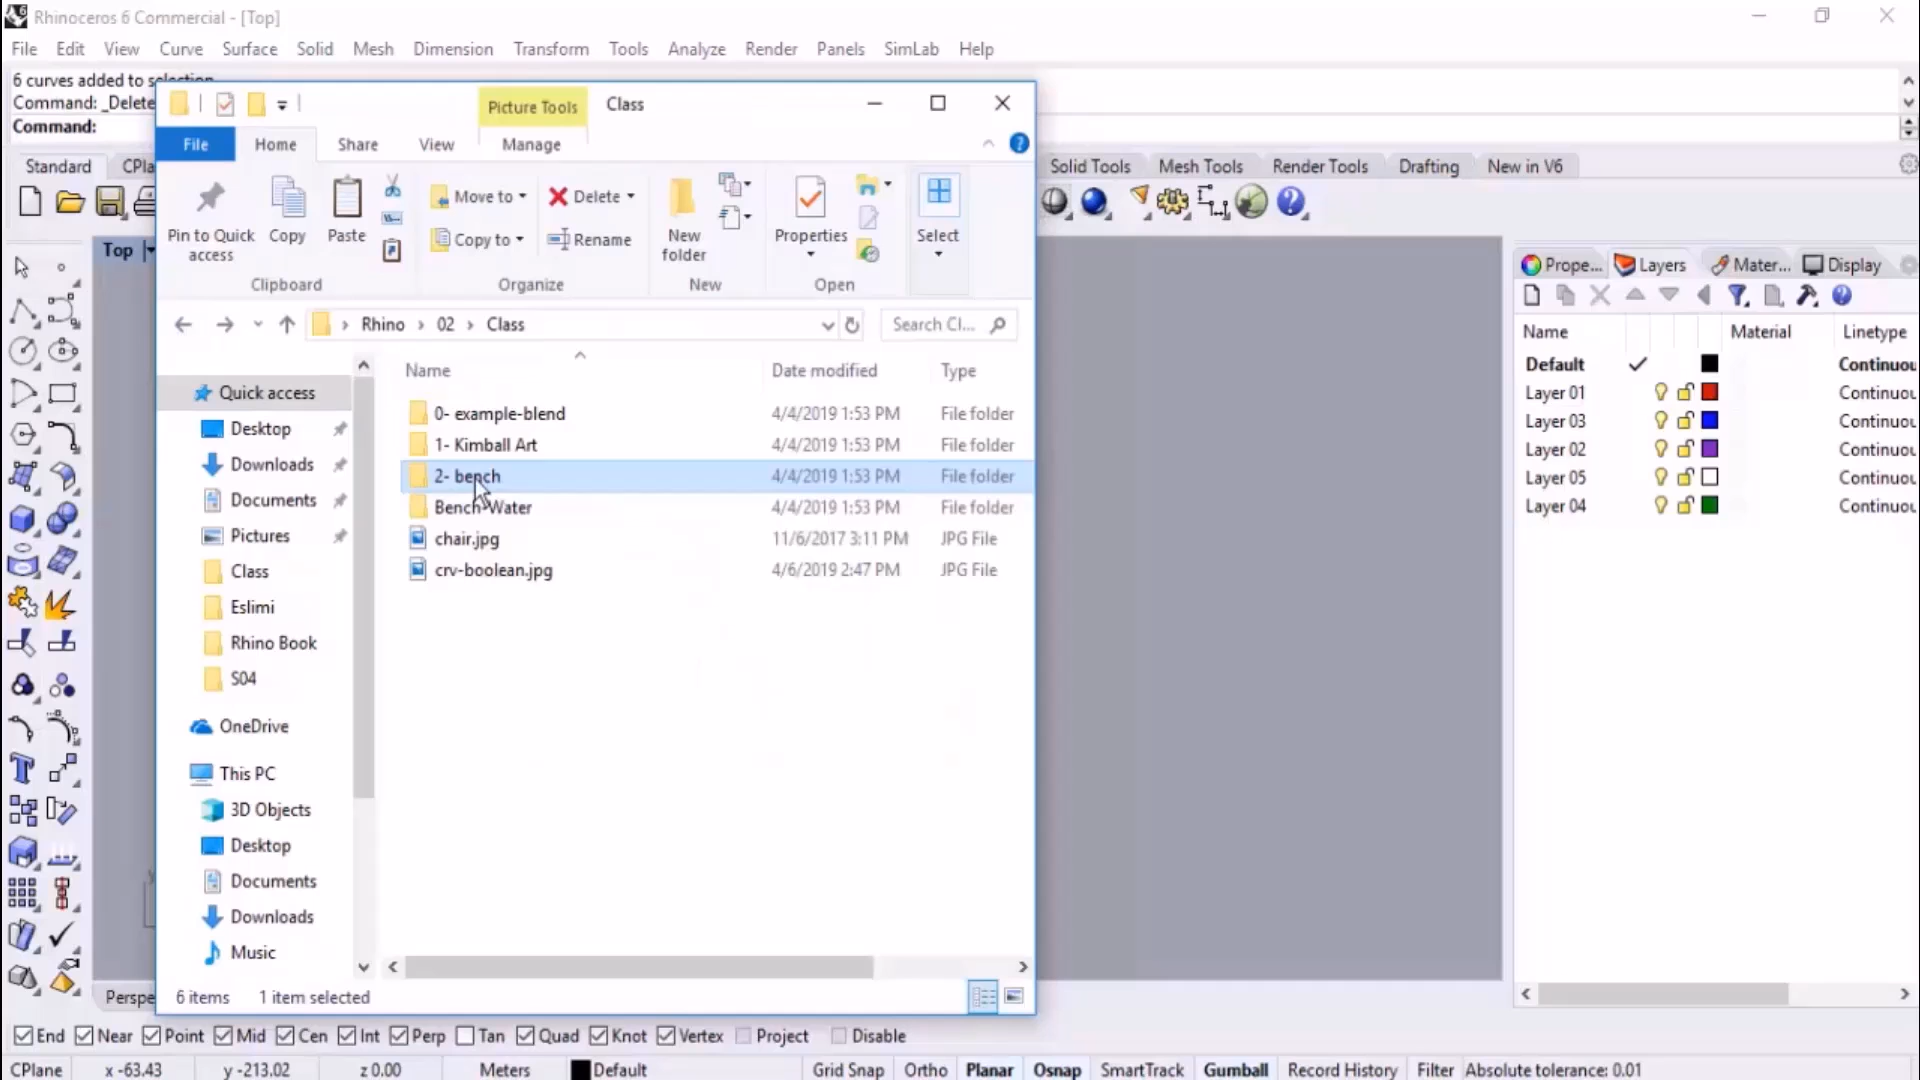 Rhinoceros 6 Commercial - [Top]
File Edit View Curve Surface Solid Mesh Dimension Transform Tools Analyze Render Panels SimLab Help
6 curves added to selection
Command: _Delete
Command:
Picture Tools Class
File Home Share View Manage
Standard CPla Solid Tools Mesh Tools Render Tools Drafting New in V6
Pin to Quick access
Copy
Paste
Move to
Copy to
Delete
Rename
New folder
Properties
Select
Clipboard Organize New Open
Top
Rhino › 02 › Class
Search Cl...
Name Date modified Type
Quick access
Desktop
Downloads
Documents
Pictures
Class
Eslimi
Rhino Book
S04
OneDrive
This PC
3D Objects
Desktop
Documents
Downloads
Music
0- example-blend 4/4/2019 1:53 PM File folder
1- Kimball Art 4/4/2019 1:53 PM File folder
2- bench 4/4/2019 1:53 PM File folder
Bench-Water 4/4/2019 1:53 PM File folder
chair.jpg 11/6/2017 3:11 PM JPG File
crv-boolean.jpg 4/6/2019 2:47 PM JPG File
6 items 1 item selected
Prope... Layers Mater... Display
Name Material Linetype
Default Continuou
Layer 01 Continuou
Layer 03 Continuou
Layer 02 Continuou
Layer 05 Continuou
Layer 04 Continuou
Perspe
End Near Point Mid Cen Int Perp Tan Quad Knot Vertex Project Disable
CPlane x -63.43 y -213.02 z 0.00 Meters Default Grid Snap Ortho Planar Osnap SmartTrack Gumball Record History Filter Absolute tolerance: 0.01